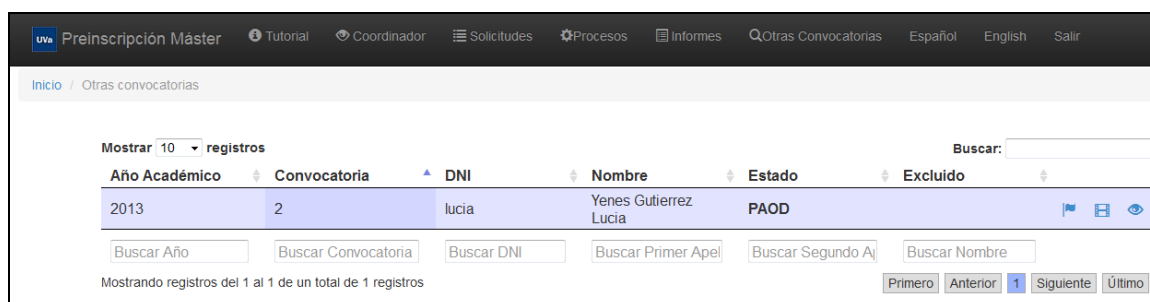 UVa Preinscripción Máster Tutorial Coordinador Solicitudes Procesos Informes Otras Convocatorias Español English Salir
Inicio / Otras convocatorias
Mostrar 10 registros Buscar:
Año Académico Convocatoria DNI Nombre Estado Excluido
2013 2 lucia Yenes Gutierrez Lucia PAOD
Buscar Año Buscar Convocatoria Buscar DNI Buscar Primer Apel Buscar Segundo Aj Buscar Nombre
Mostrando registros del 1 al 1 de un total de 1 registros Primero Anterior 1 Siguiente Último